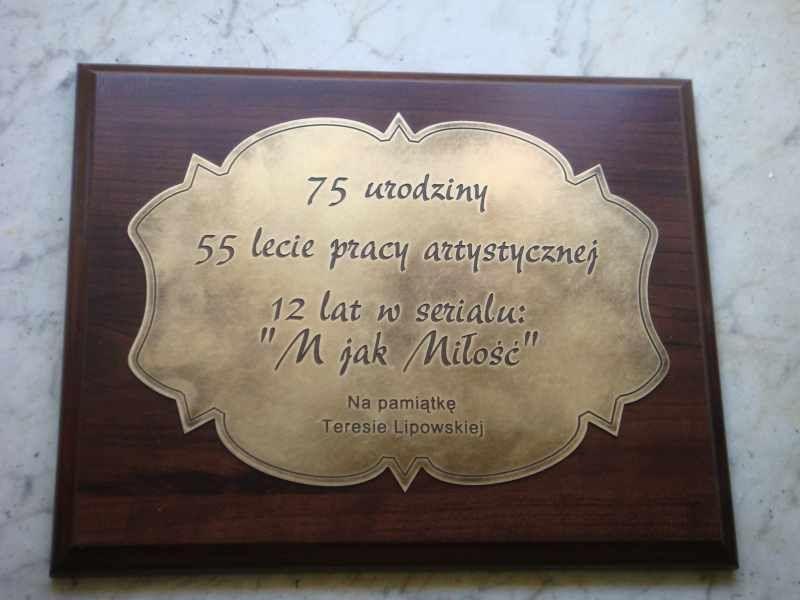 75 urodziny
55 lecie pracy artystycznej
12 lat w serialu:
"M jak Miłość"
Na pamiątkę
Teresie Lipowskiej